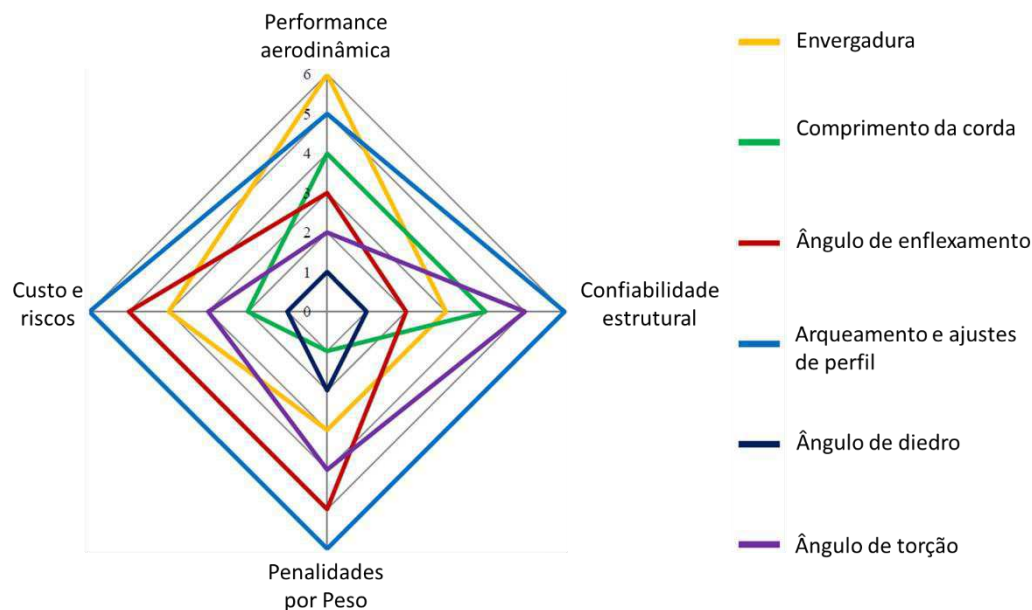 Performance
aerodinâmica
6
5
4
3
2
1
0
Custo e
riscos
Confiabilidade
estrutural
Penalidades
por Peso
Envergadura
Comprimento da corda
Ângulo de enflexamento
Arqueamento e ajustes
de perfil
Ângulo de diedro
Ângulo de torção